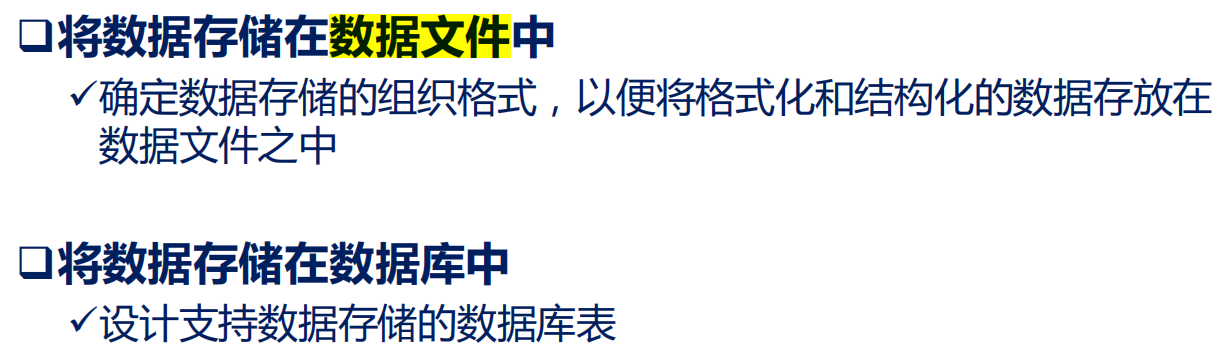 ❑将数据存储在数据文件中
✓确定数据存储的组织格式，以便将格式化和结构化的数据存放在
数据文件之中
❑将数据存储在数据库中
✓设计支持数据存储的数据库表